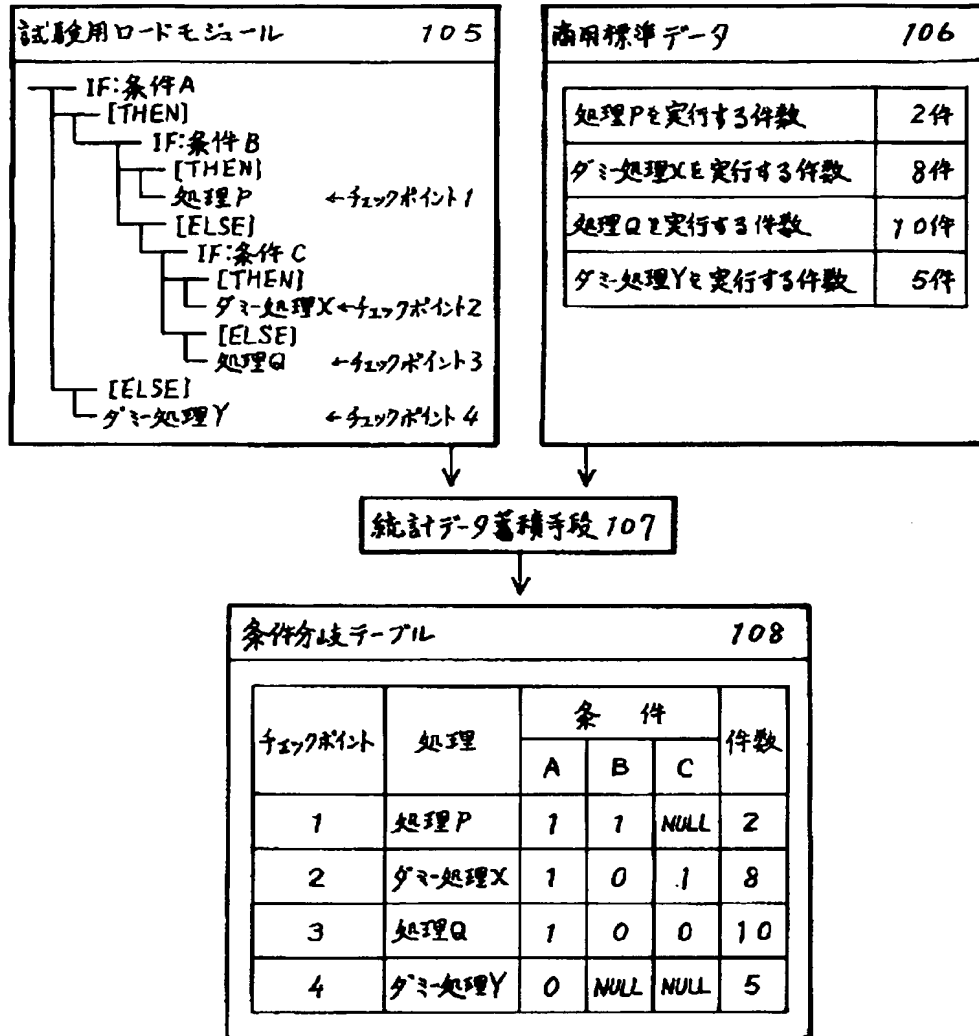 試験用ロードモジュール 105
IF:条件A
[THEN]
IF:条件B
[THEN]
処理P ←チェックポイント1
[ELSE]
IF:条件C
[THEN]
ダミー処理X←チェックポイント2
[ELSE]
処理Q ←チェックポイント3
[ELSE]
ダミー処理Y ←チェックポイント4
商用標準データ 106
処理Pを実行する件数 2件
ダミー処理Xを実行する件数 8件
処理Qを実行する件数 10件
ダミー処理Yを実行する件数 5件
統計データ蓄積手段 107
条件分岐テーブル 108
チェックポイント 処理 条件 件数
A B C
1 処理P 1 1 NULL 2
2 ダミー処理X 1 0 1 8
3 処理Q 1 0 0 10
4 ダミー処理Y 0 NULL NULL 5